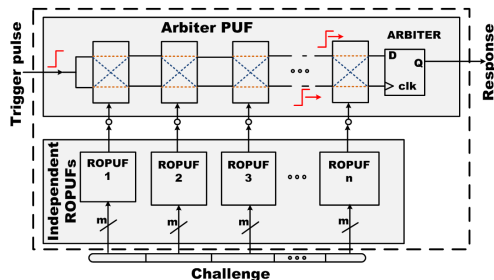 Arbiter PUF
ARBITER
Trigger pulse
D
Q
clk
Response
Independent
ROPUFs
ROPUF
1
ROPUF
2
ROPUF
3
ROPUF
n
m
m
m
m
Challenge